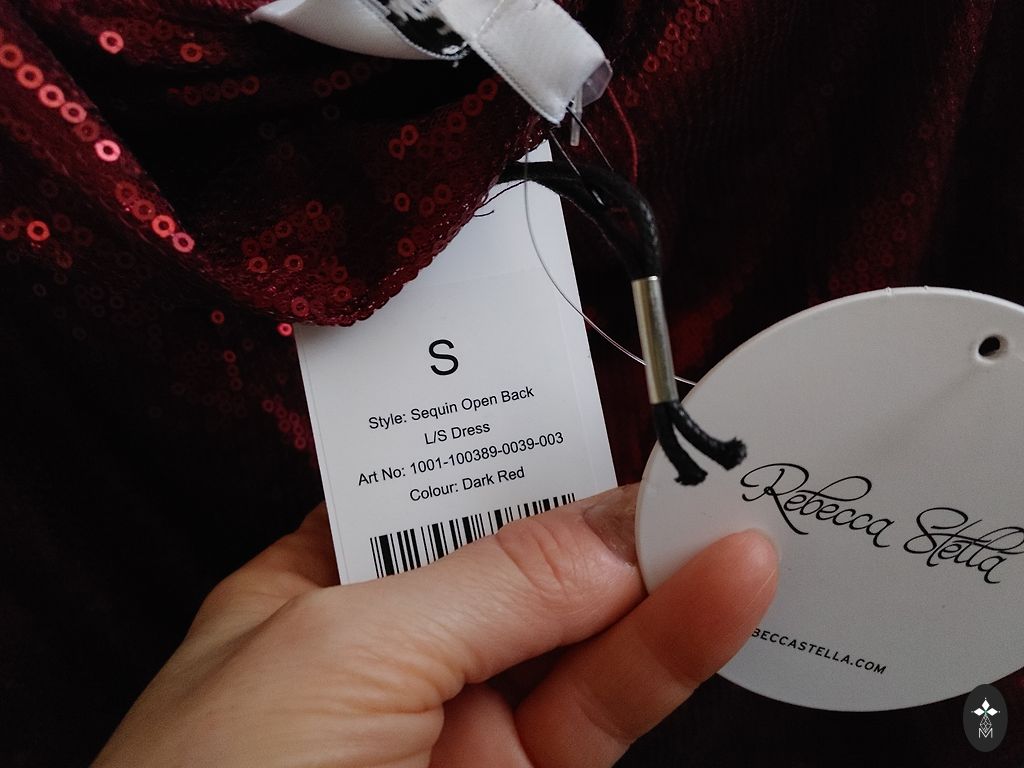 S
Style: Sequin Open Back
L/S Dress
Art No: 1001-100389-0039-003
Colour: Dark Red
Rebecca Stella
BECCASTELLA.COM
M